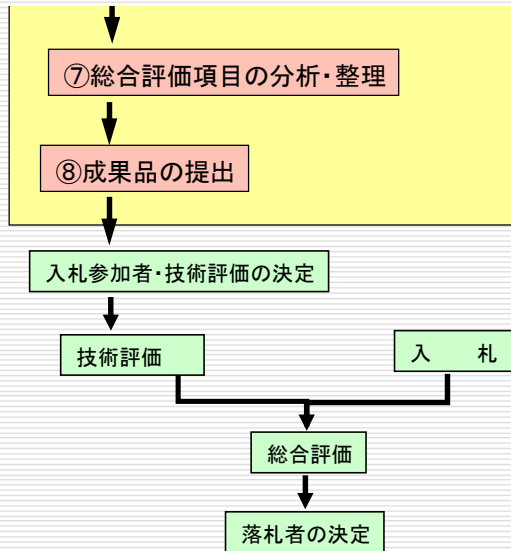 ⑦総合評価項目の分析・整理
⑧成果品の提出
入札参加者・技術評価の決定
技術評価
入　　札
総合評価
落札者の決定